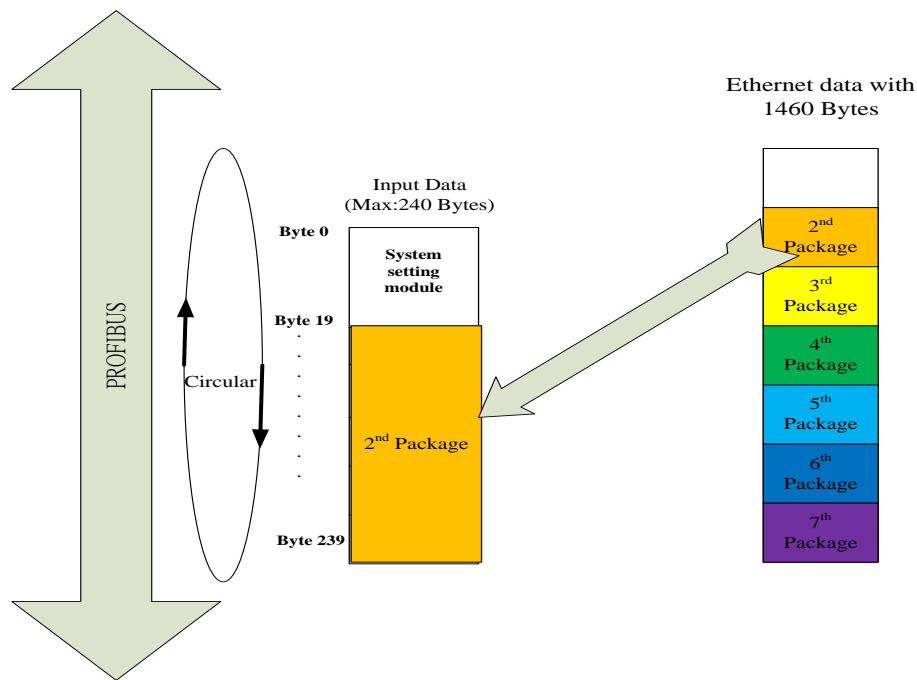 PROFIBUS
Circular
Input Data
(Max:240 Bytes)
Byte 0
System
setting
module
Byte 19
2nd Package
Byte 239
Ethernet data with
1460 Bytes
2nd
Package
3rd
Package
4th
Package
5th
Package
6th
Package
7th
Package